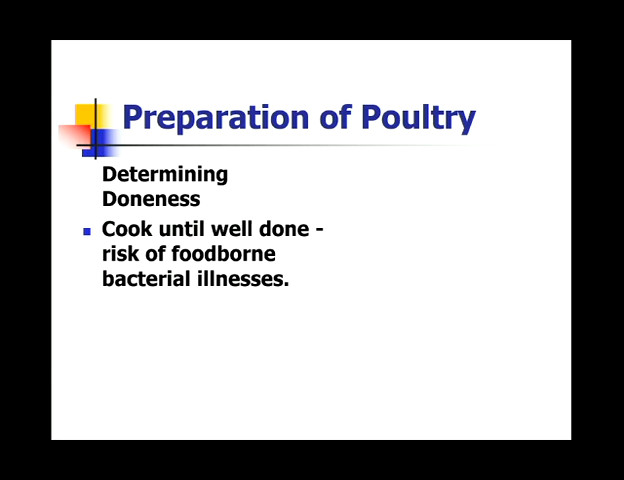 Preparation of Poultry
Determining
Doneness
Cook until well done -
risk of foodborne
bacterial illnesses.